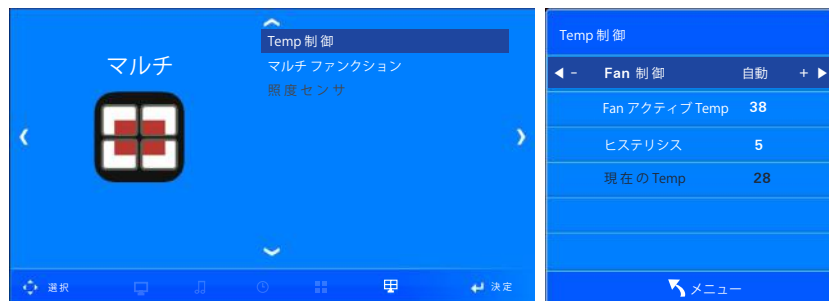 マルチ
Temp 制御
マルチ ファンクション
照度センサ
選択
決定
Temp 制御
- Fan 制御 自動 +
Fan アクティブ Temp 38
ヒステリシス 5
現在の Temp 28
メニュー